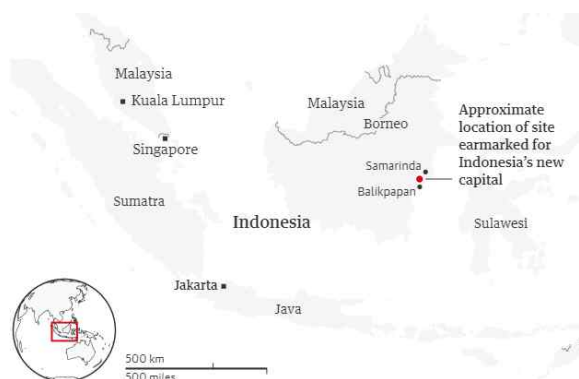 Malaysia
Kuala Lumpur
Singapore
Sumatra
Malaysia
Borneo
Samarinda
Balikpapan
Approximate
location of site
earmarked for
Indonesia's new
capital
Sulawesi
Indonesia
Jakarta
Java
500 km
500 miles